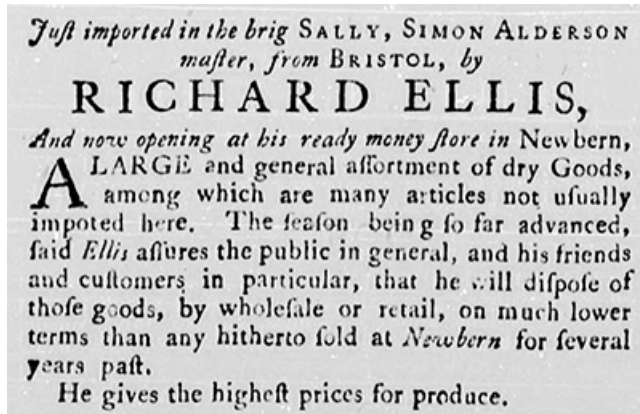 Juſt imported in the brig SALLY, SIMON ALDERSON
maſter, from BRISTOL, by
RICHARD ELLIS,
And now opening at his ready money ſtore in Newbern,
A LARGE and general aſſortment of dry Goods,
among which are many articles not uſually
impoted here. The ſeaſon being ſo far advanced,
ſaid Ellis aſſures the public in general, and his friends
and cuſtomers in particular, that he will diſpoſe of
thoſe goods, by wholeſale or retail, on much lower
terms than any hitherto ſold at Newbern for ſeveral
years paſt.
He gives the higheſt prices for produce.